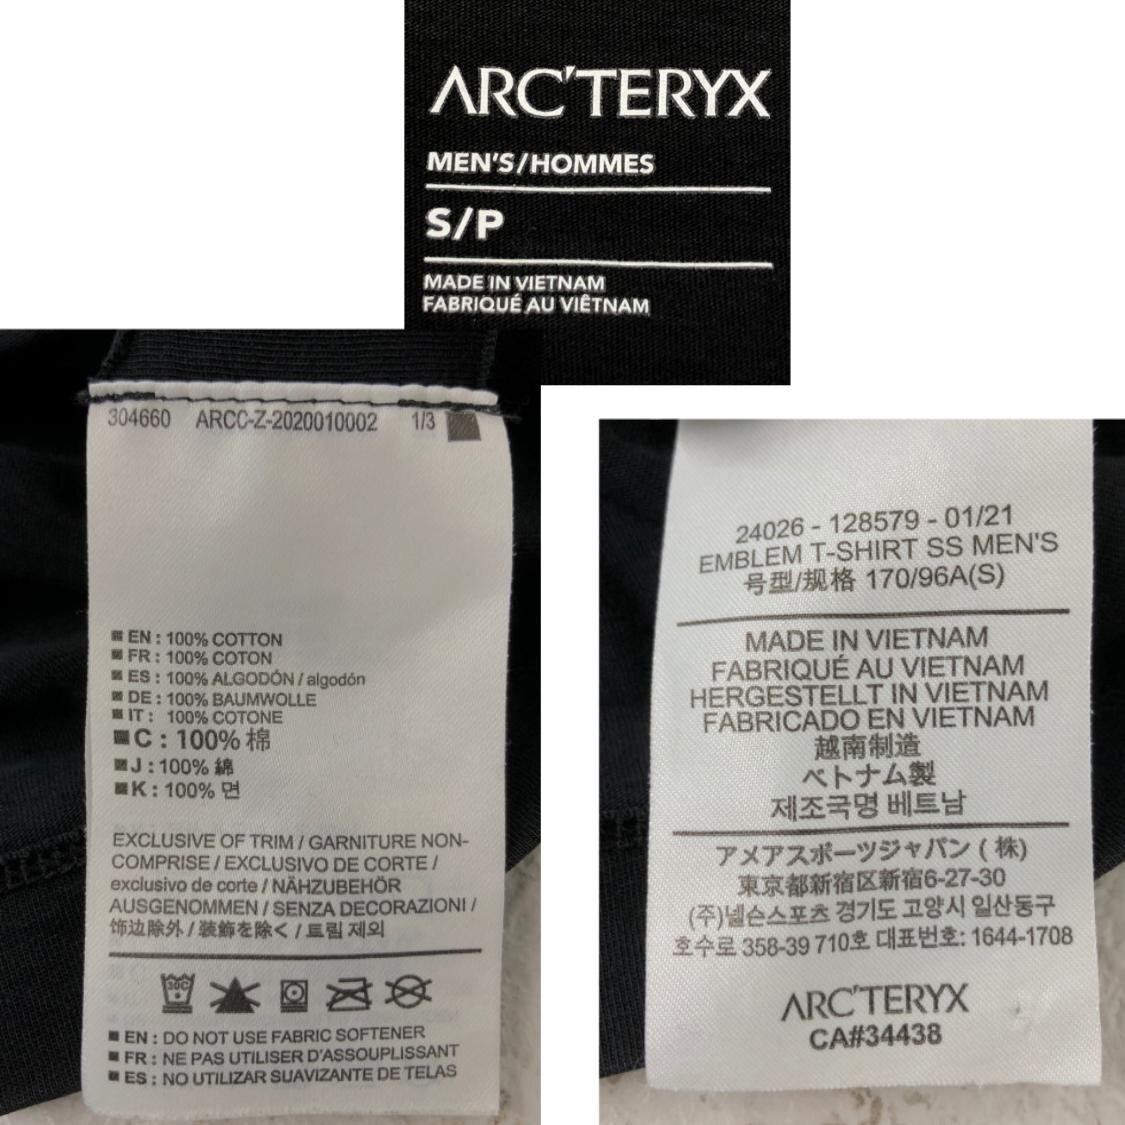 ARC'TERYX
MEN'S/HOMMES
S/P
MADE IN VIETNAM
FABRIQUÉ AU VIÊTNAM
304660 ARCC-Z-2020010002 1/3
EN : 100% COTTON
FR : 100% COTON
ES : 100% ALGODÓN / algodón
DE : 100% BAUMWOLLE
IT : 100% COTONE
C : 100% 棉
J : 100% 綿
K : 100% 면
EXCLUSIVE OF TRIM / GARNITURE NON-
COMPRISE / EXCLUSIVO DE CORTE /
exclusivo de corte / NÄHZUBEHÖR
AUSGENOMMEN / SENZA DECORAZIONI /
饰边除外 / 装飾を除く / 트림 제외
30C
EN : DO NOT USE FABRIC SOFTENER
FR : NE PAS UTILISER D'ASSOUPLISSANT
ES : NO UTILIZAR SUAVIZANTE DE TELAS
24026 - 128579 - 01/21
EMBLEM T-SHIRT SS MEN'S
号型/规格 170/96A(S)
MADE IN VIETNAM
FABRIQUÉ AU VIETNAM
HERGESTELLT IN VIETNAM
FABRICADO EN VIETNAM
越南制造
ベトナム製
제조국명 베트남
アメアスポーツジャパン ( 株)
東京都新宿区新宿6-27-30
(주)넬슨스포츠 경기도 고양시 일산동구
호수로 358-39 710호 대표번호: 1644-1708
ARC'TERYX
CA#34438